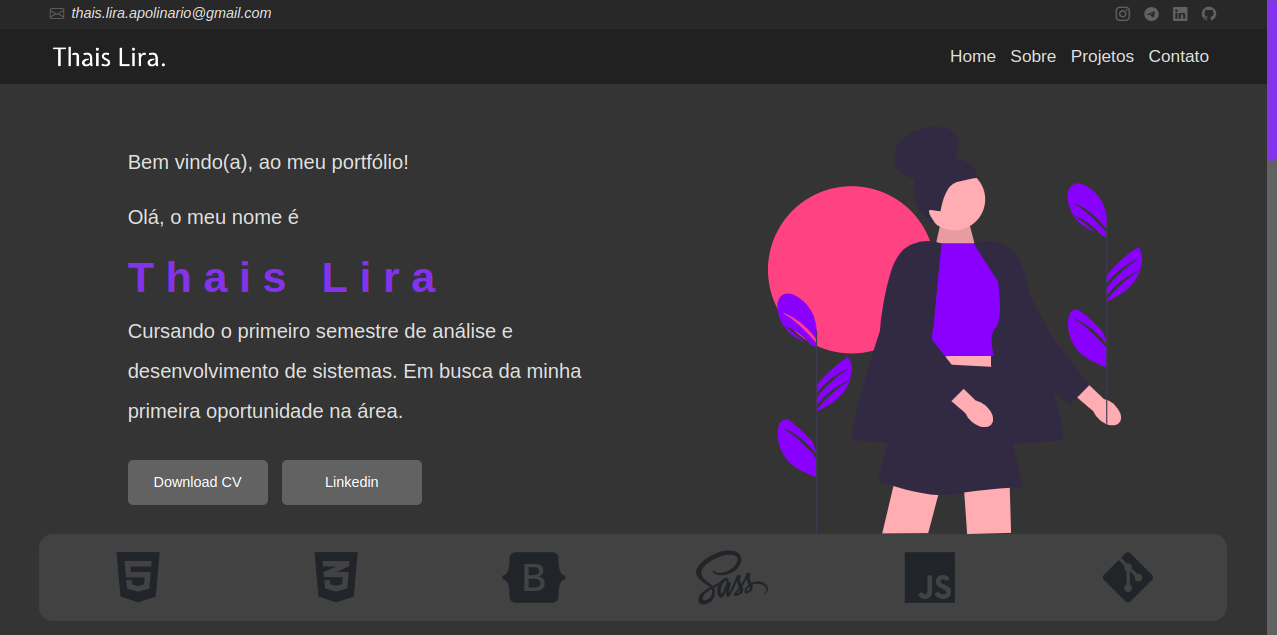 thais.lira.apolinario@gmail.com
Thais Lira.
Home Sobre Projetos Contato
Bem vindo(a), ao meu portfólio!
Olá, o meu nome é
Thais Lira
Cursando o primeiro semestre de análise e
desenvolvimento de sistemas. Em busca da minha
primeira oportunidade na área.
Download CV Linkedin
5 3 B Sass JS